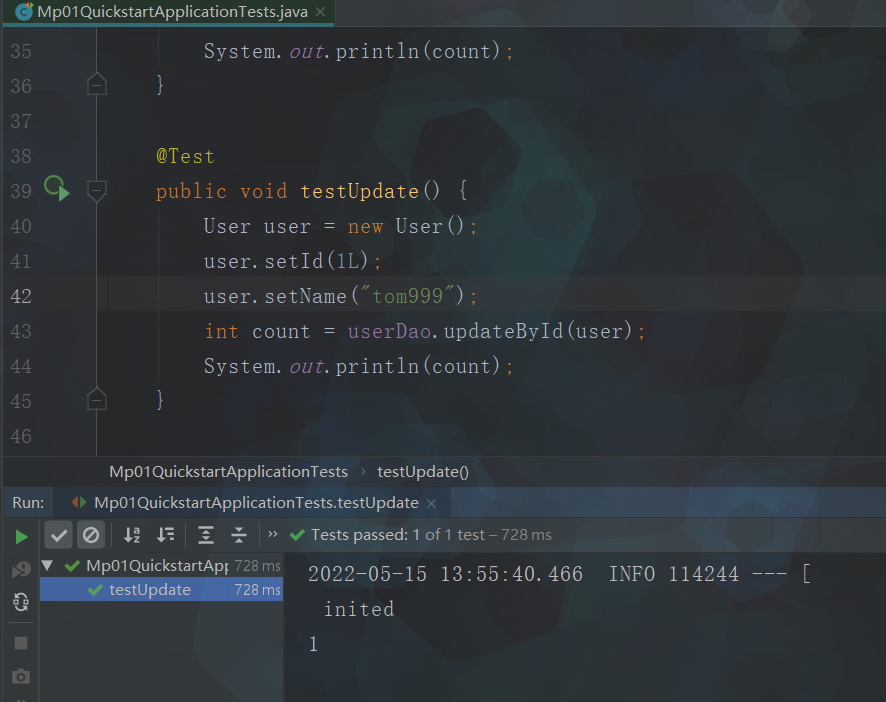 Mp01QuickstartApplicationTests.java
35 System.out.println(count);
36 }
37
38 @Test
39 public void testUpdate() {
40 User user = new User();
41 user.setId(1L);
42 user.setName("tom999");
43 int count = userDao.updateById(user);
44 System.out.println(count);
45 }
46
Mp01QuickstartApplicationTests › testUpdate()
Run: Mp01QuickstartApplicationTests.testUpdate
» Tests passed: 1 of 1 test – 728 ms
Mp01QuickstartApp 728 ms
testUpdate 728 ms
2022-05-15 13:55:40.466 INFO 114244 --- [
inited
1